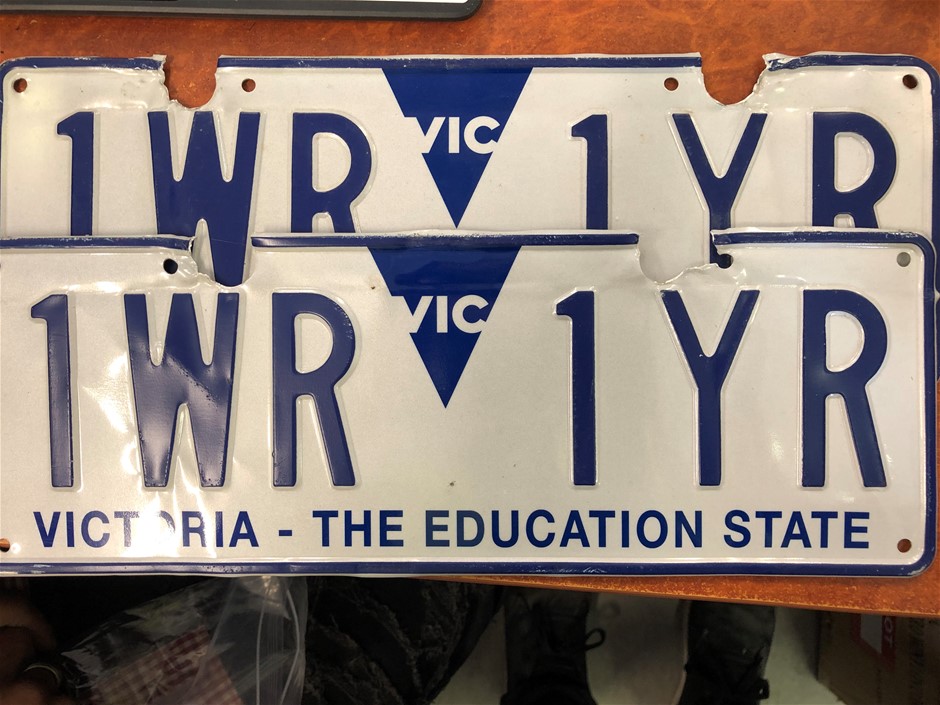 1WR VIC 1YR
1WR VIC 1YR
VICTORIA - THE EDUCATION STATE